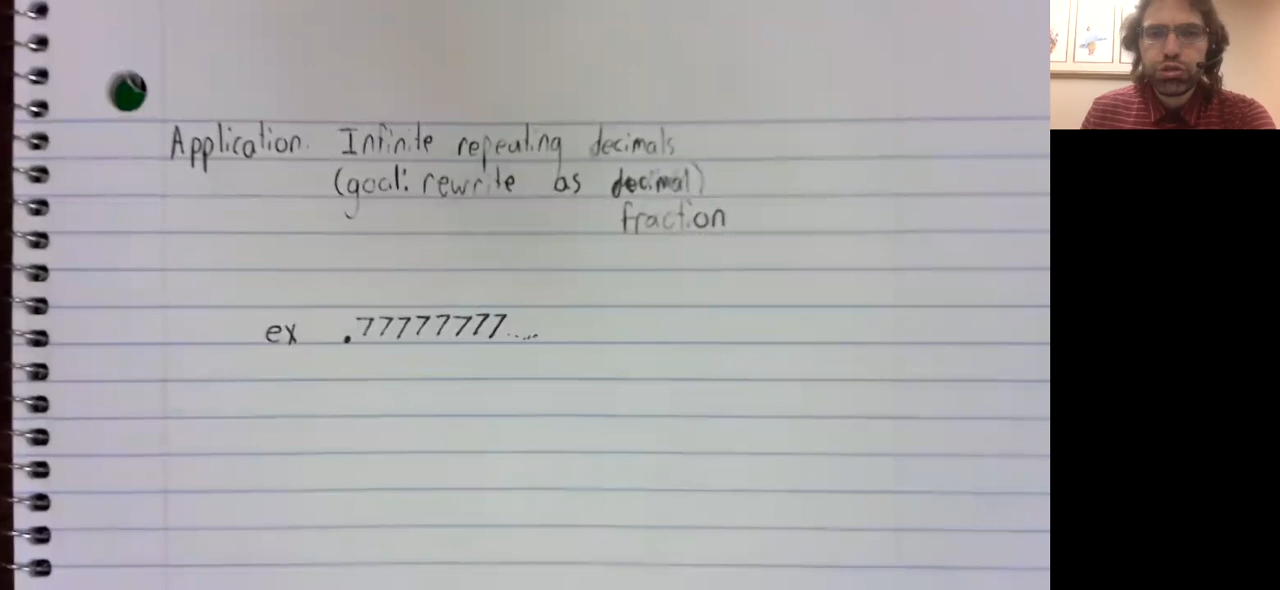 Application. Infinite repeating decimals
(goal: rewrite as decimal)
fraction
ex .77777777....